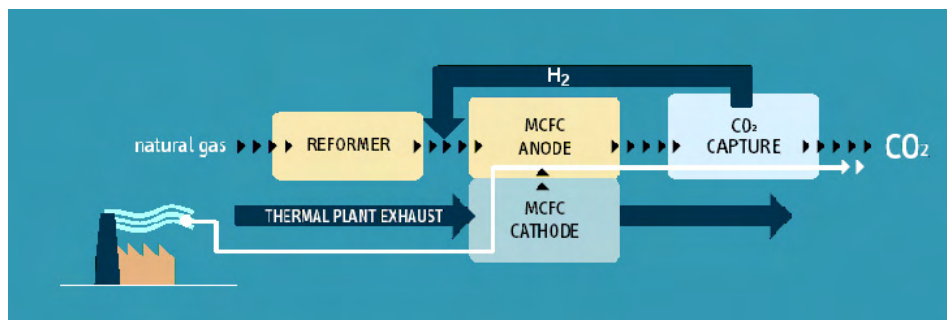 H₂
natural gas
REFORMER
MCFC
ANODE
CO₂
CAPTURE
CO₂
THERMAL PLANT EXHAUST
MCFC
CATHODE